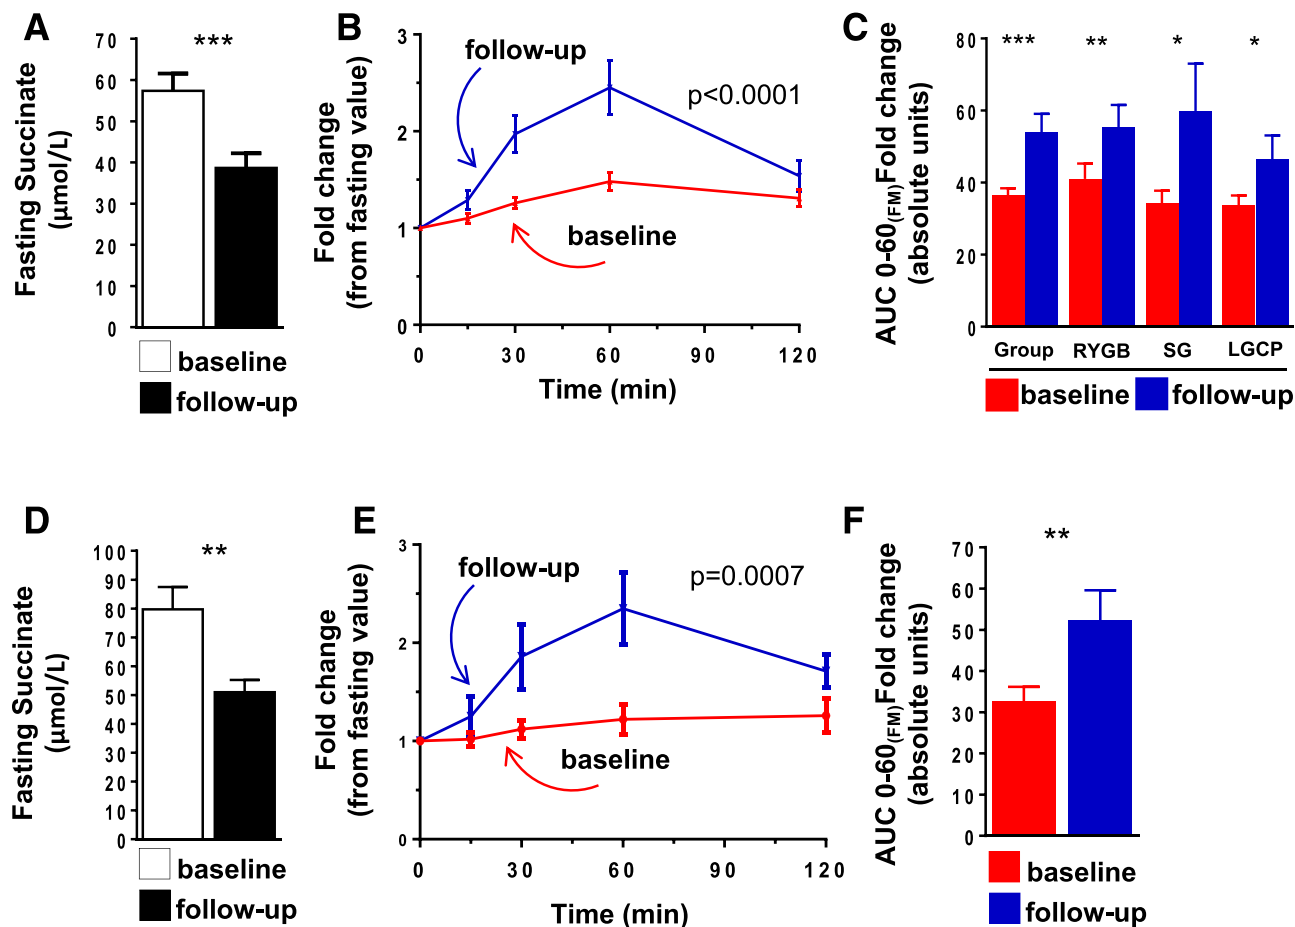 A
Fasting Succinate
(µmol/L)
70
60
50
40
30
20
10
0
***
baseline
follow-up
B
Fold change
(from fasting value)
3
2
1
0
follow-up
p<0.0001
baseline
0
30
60
90
120
Time (min)
C
AUC 0-60(FM)Fold change
(absolute units)
80
60
40
20
0
***
**
*
*
Group
RYGB
SG
LGCP
baseline
follow-up
D
Fasting Succinate
(µmol/L)
100
90
80
70
60
50
40
30
20
10
0
**
baseline
follow-up
E
Fold change
(from fasting value)
3
2
1
0
follow-up
p=0.0007
baseline
0
30
60
90
120
Time (min)
F
AUC 0-60(FM)Fold change
(absolute units)
70
60
50
40
30
20
10
0
**
baseline
follow-up